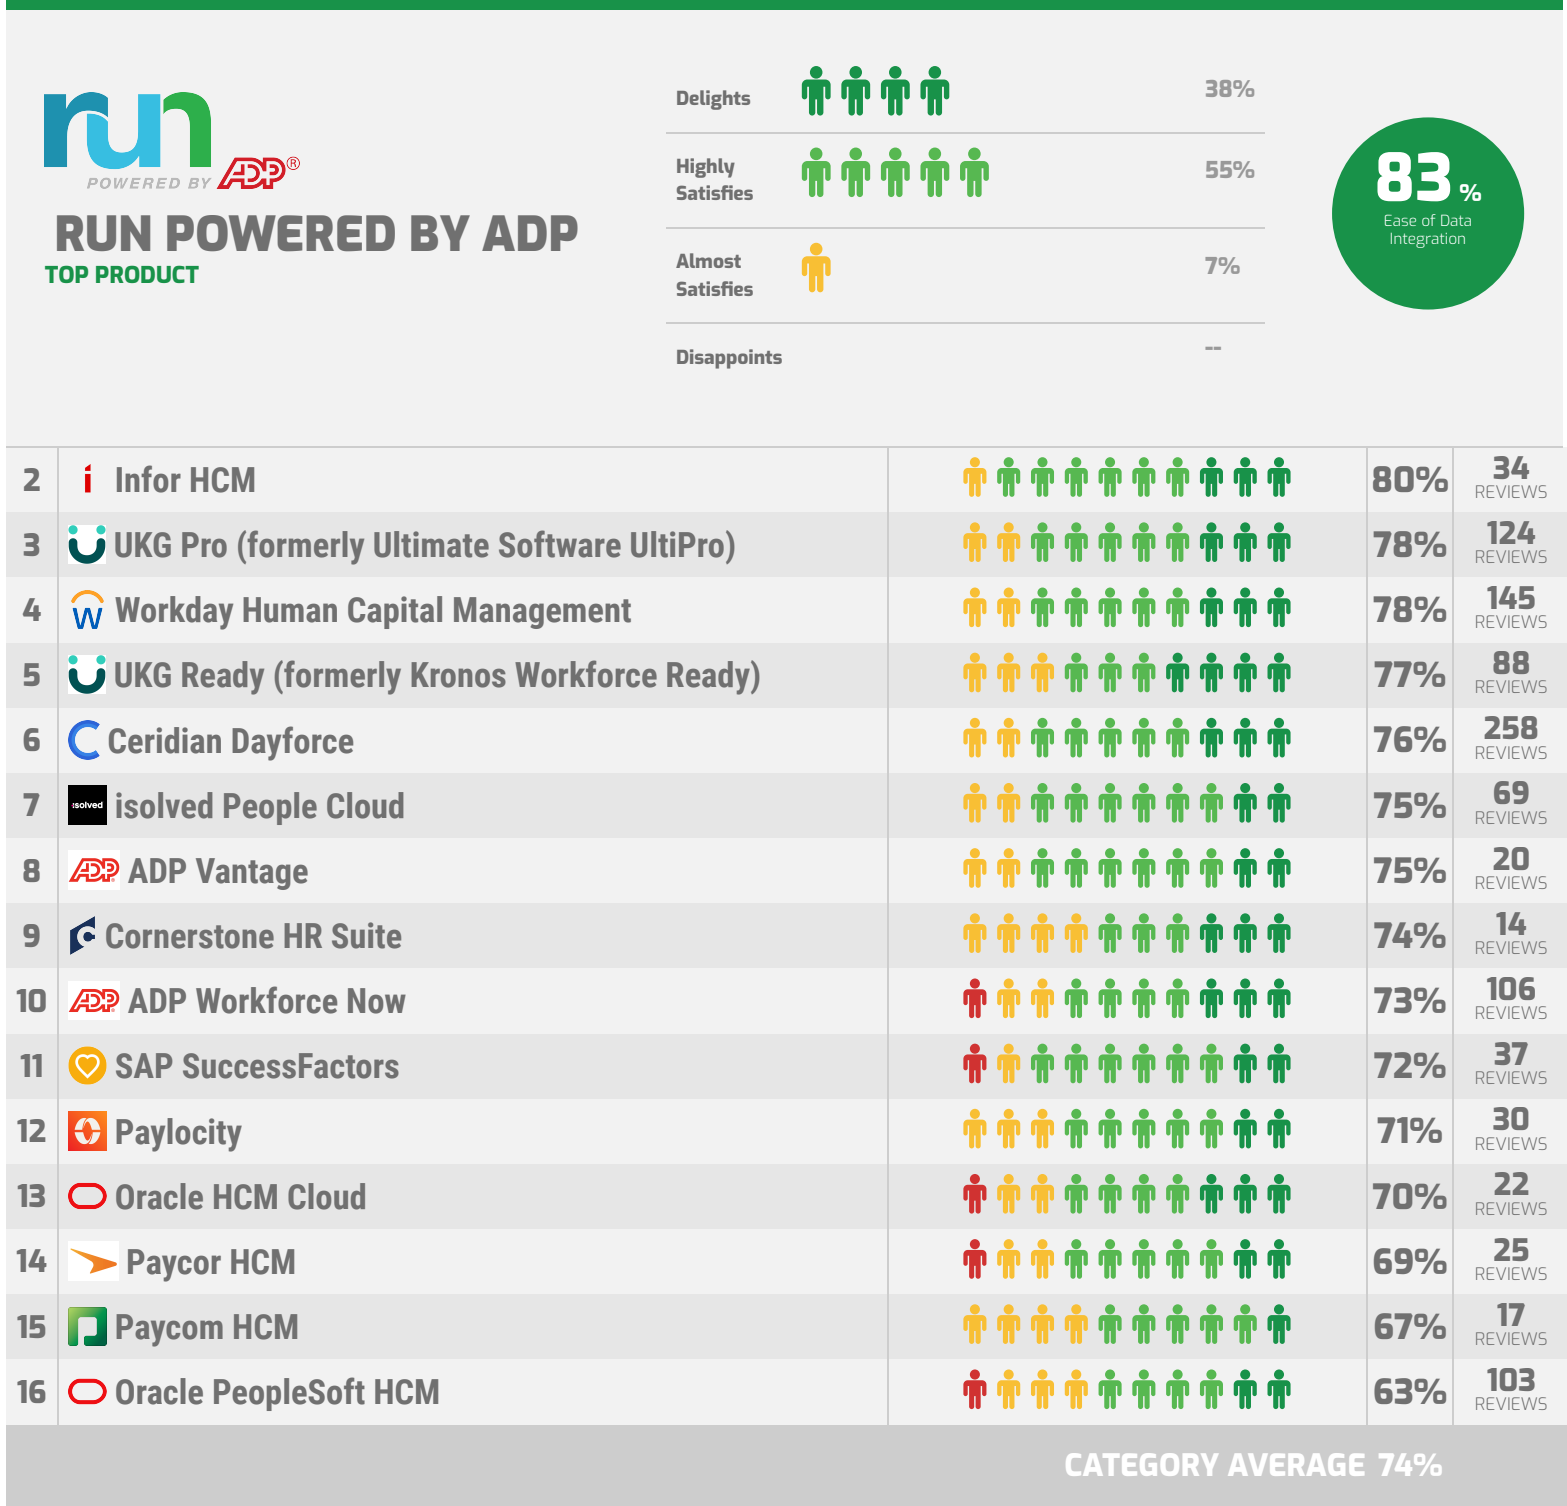 run
POWERED BY ADP®
RUN POWERED BY ADP
TOP PRODUCT
Delights 38%
Highly
Satisfies 55%
Almost
Satisfies 7%
Disappoints --
83 %
Ease of Data
Integration
2 i Infor HCM 80% 34
REVIEWS
3 UKG Pro (formerly Ultimate Software UltiPro) 78% 124
REVIEWS
4 W Workday Human Capital Management 78% 145
REVIEWS
5 UKG Ready (formerly Kronos Workforce Ready) 77% 88
REVIEWS
6 Ceridian Dayforce 76% 258
REVIEWS
7 isolved isolved People Cloud 75% 69
REVIEWS
8 ADP ADP Vantage 75% 20
REVIEWS
9 Cornerstone HR Suite 74% 14
REVIEWS
10 ADP ADP Workforce Now 73% 106
REVIEWS
11 SAP SuccessFactors 72% 37
REVIEWS
12 Paylocity 71% 30
REVIEWS
13 Oracle HCM Cloud 70% 22
REVIEWS
14 Paycor HCM 69% 25
REVIEWS
15 Paycom HCM 67% 17
REVIEWS
16 Oracle PeopleSoft HCM 63% 103
REVIEWS
CATEGORY AVERAGE 74%